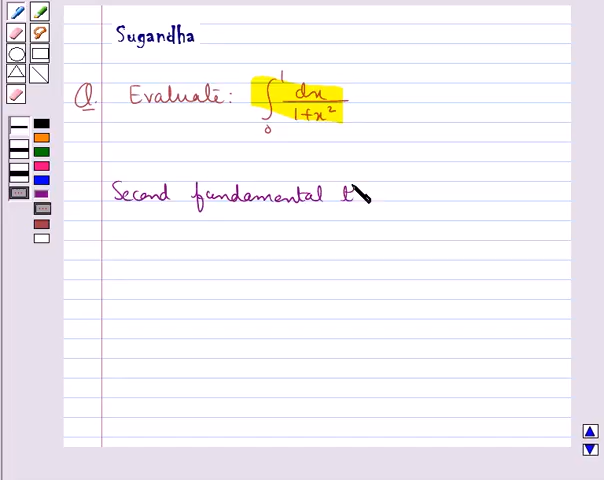 Sugandha
Q. Evaluate: ∫₀¹ dx/(1+x²)
Second fundamental t